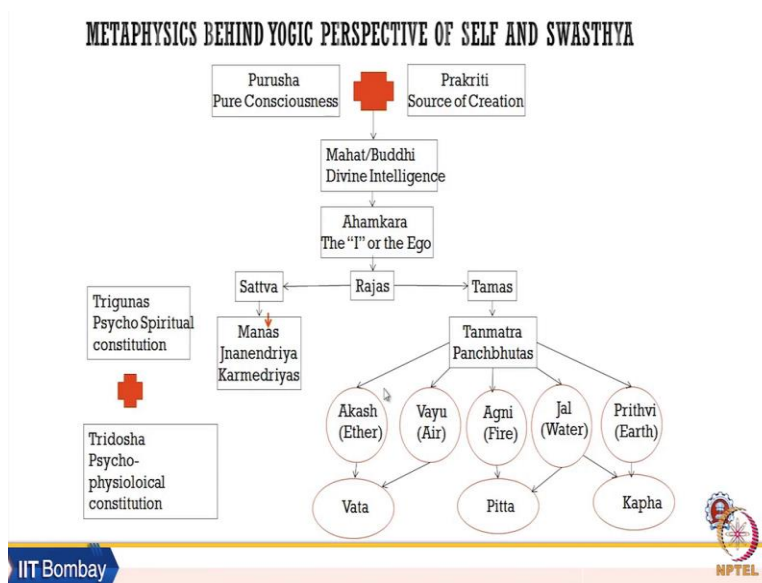 METAPHYSICS BEHIND YOGIC PERSPECTIVE OF SELF AND SWASTHYA
Purusha
Pure Consciousness
Prakriti
Source of Creation
Mahat/Buddhi
Divine Intelligence
Ahamkara
The “I” or the Ego
Sattva
Rajas
Tamas
Trigunas
Psycho Spiritual
constitution
Manas
Jnanendriya
Karmedriyas
Tanmatra
Panchbhutas
Akash
(Ether)
Vayu
(Air)
Agni
(Fire)
Jal
(Water)
Prithvi
(Earth)
Tridosha
Psycho-
physioloical
constitution
Vata
Pitta
Kapha
IIT Bombay
NPTEL